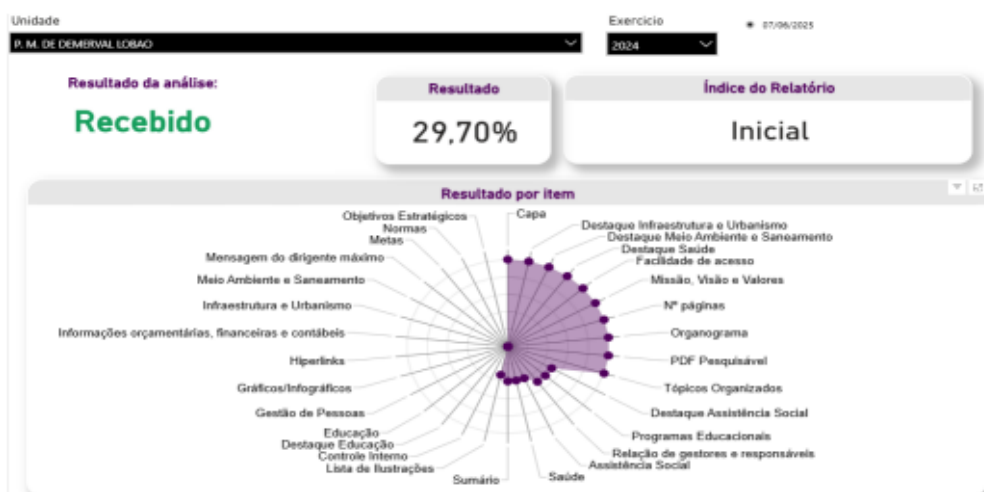 Unidade
Exercicio
07/06/2025
P. M. DE DEMERVAL LOBAO
2024
Resultado da análise:
Recebido
Resultado
29,70%
Índice do Relatório
Inicial
Resultado por item
Objetivos Estratégicos
Capa
Normas
Destaque Infraestrutura e Urbanismo
Metas
Destaque Meio Ambiente e Saneamento
Destaque Saúde
Mensagem do dirigente máximo
Facilidade de acesso
Meio Ambiente e Saneamento
Missão, Visão e Valores
Infraestrutura e Urbanismo
Nº páginas
Informações orçamentárias, financeiras e contábeis
Organograma
Hiperlinks
PDF Pesquisável
Gráficos/Infográficos
Tópicos Organizados
Gestão de Pessoas
Destaque Assistência Social
Educação
Programas Educacionais
Destaque Educação
Relação de gestores e responsáveis
Controle Interno
Assistência Social
Lista de Ilustrações
Saúde
Sumário